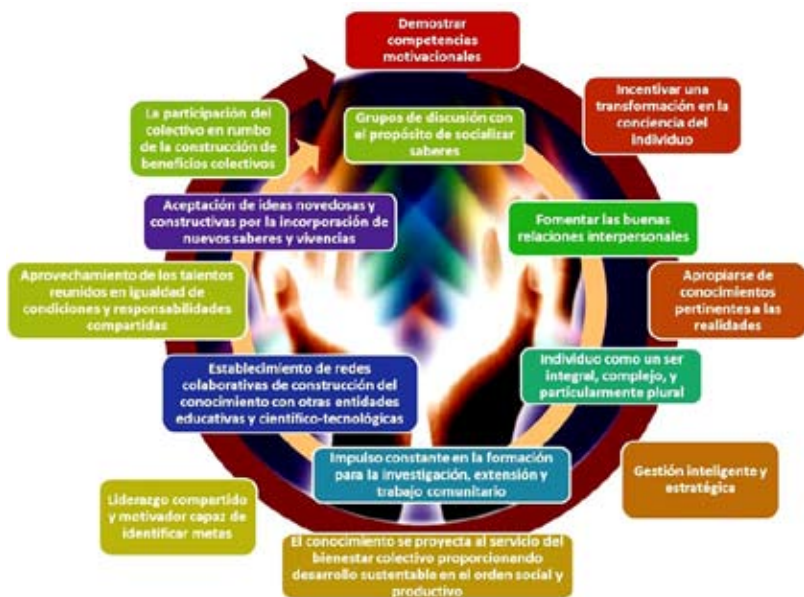 Demostrar
competencias
motivacionales
Incentivar una
transformación en la
conciencia del
individuo
La participación del
colectivo en rumbo
de la construcción de
beneficios colectivos
Grupos de discusión con
el propósito de socializar
saberes
Aceptación de ideas novedosas y
constructivas por la incorporación de
nuevos saberes y vivencias
Fomentar las buenas
relaciones interpersonales
Aprovechamiento de los talentos
reunidos en igualdad de
condiciones y responsabilidades
compartidas
Apropiarse de
conocimientos
pertinentes a las
realidades
Establecimiento de redes
colaborativas de construcción del
conocimiento con otras entidades
educativas y científico-tecnológicas
Individuo como un ser
integral, complejo, y
particularmente plural
Impulso constante en la formación
para la investigación, extensión y
trabajo comunitario
Gestión inteligente y
estratégica
Liderazgo compartido
y motivador capaz de
identificar metas
El conocimiento se proyecta al servicio del
bienestar colectivo proporcionando
desarrollo sustentable en el orden social y
productivo